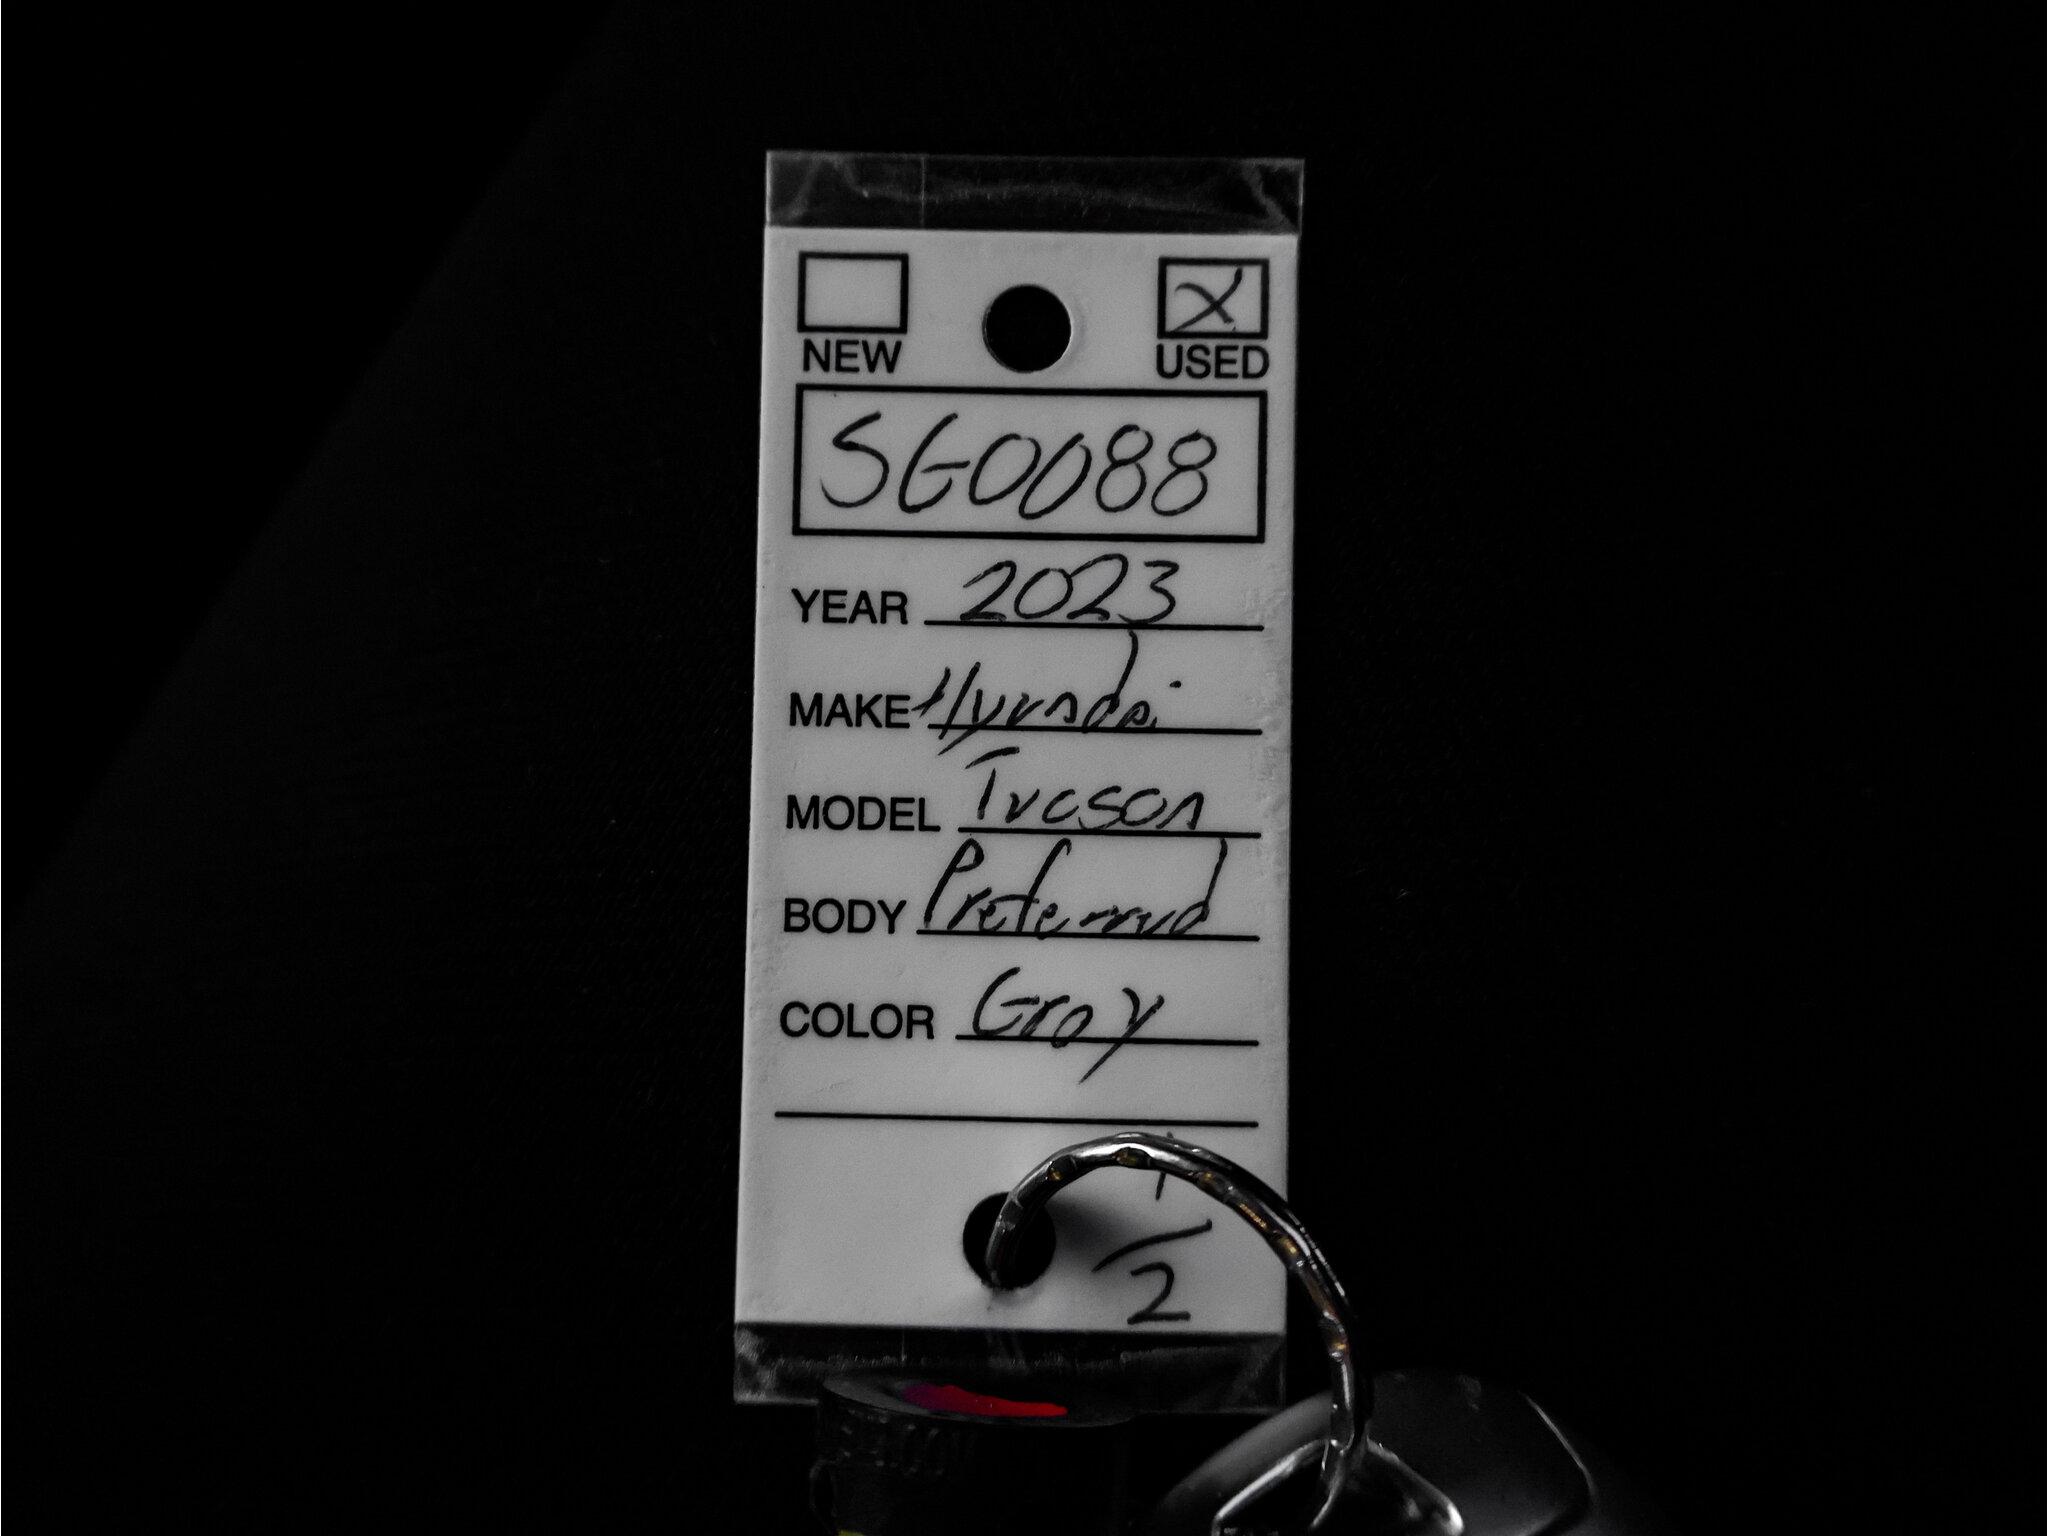 NEW USED
SG0088
YEAR 2023
MAKE Hyundai
MODEL Tucson
BODY Preferred
COLOR Gray
1
2